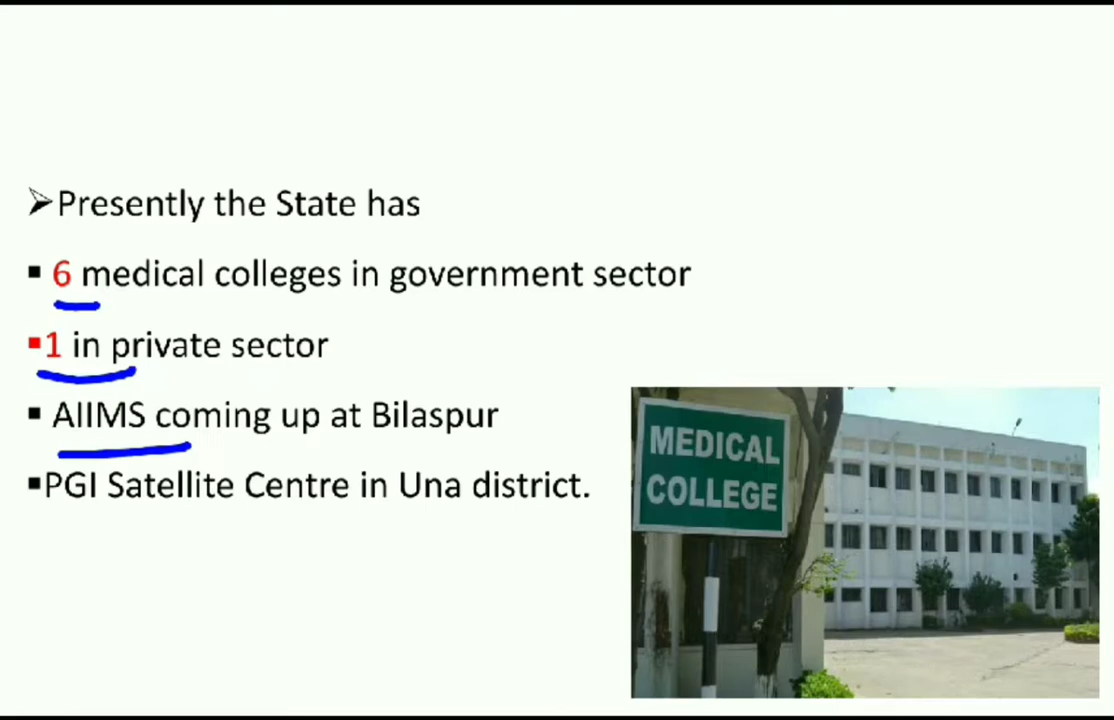 ➢Presently the State has
▪ 6 medical colleges in government sector
▪1 in private sector
▪ AIIMS coming up at Bilaspur
▪PGI Satellite Centre in Una district.
MEDICAL
COLLEGE